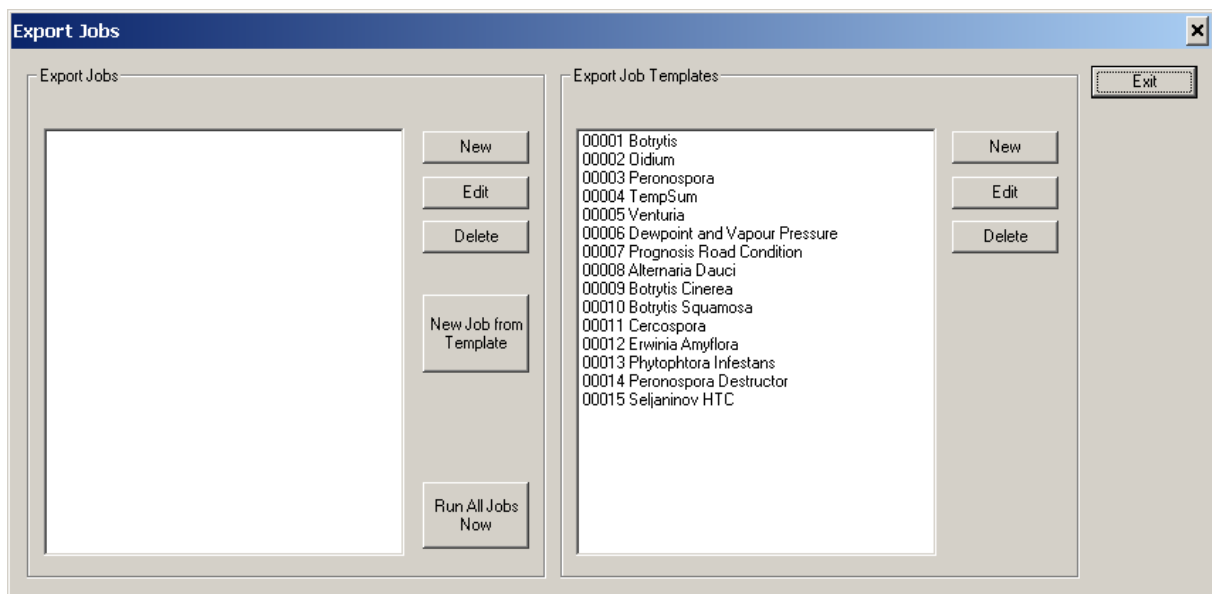 Export Jobs
Export Jobs
New
Edit
Delete
New Job from
Template
Run All Jobs
Now
Export Job Templates
00001 Botrytis
00002 Oidium
00003 Peronospora
00004 TempSum
00005 Venturia
00006 Dewpoint and Vapour Pressure
00007 Prognosis Road Condition
00008 Alternaria Dauci
00009 Botrytis Cinerea
00010 Botrytis Squamosa
00011 Cercospora
00012 Erwinia Amyflora
00013 Phytophtora Infestans
00014 Peronospora Destructor
00015 Seljaninov HTC
New
Edit
Delete
Exit